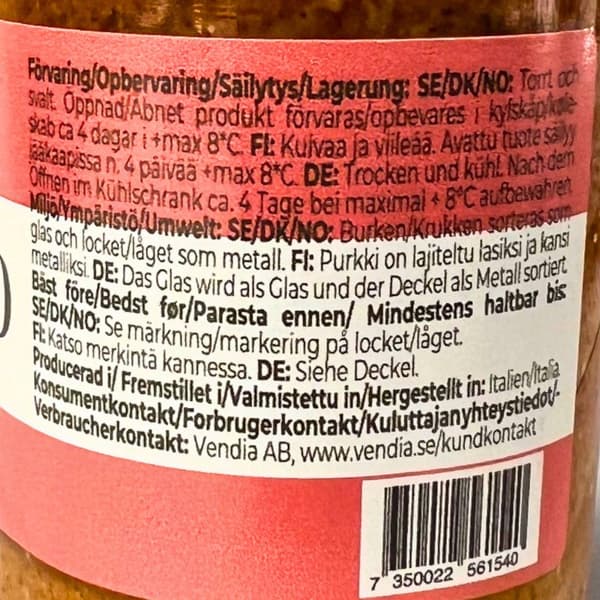 Förvaring/Opbervaring/Säilytys/Lagerung: SE/DK/NO: Torrt och
svalt. Öppnad/Åbnet produkt förvaras/opbevares i kylskåp/køle-
skab ca 4 dagar i +max 8°C. FI: Kuivaa ja viileää. Avattu tuote säilyy
jääkaapissa n. 4 päivää +max 8°C. DE: Trocken und kühl. Nach dem
Öffnen im Kühlschrank ca. 4 Tage bei maximal + 8°C aufbewahren.
Miljö/Ympäristö/Umwelt: SE/DK/NO: Burken/Krukken sorteras som
glas och locket/låget som metall. FI: Purkki on lajiteltu lasiksi ja kansi
metalliksi. DE: Das Glas wird als Glas und der Deckel als Metall sortiert.
Bäst före/Bedst før/Parasta ennen/ Mindestens haltbar bis:
SE/DK/NO: Se märkning/markering på locket/låget.
FI: Katso merkintä kannessa. DE: Siehe Deckel.
Producerad i/ Fremstillet i/Valmistettu in/Hergestellt in: Italien/Italia
Konsumentkontakt/Forbrugerkontakt/Kuluttajanyhteystiedot/-
Verbraucherkontakt: Vendia AB, www.vendia.se/kundkontakt
7 350022 561540